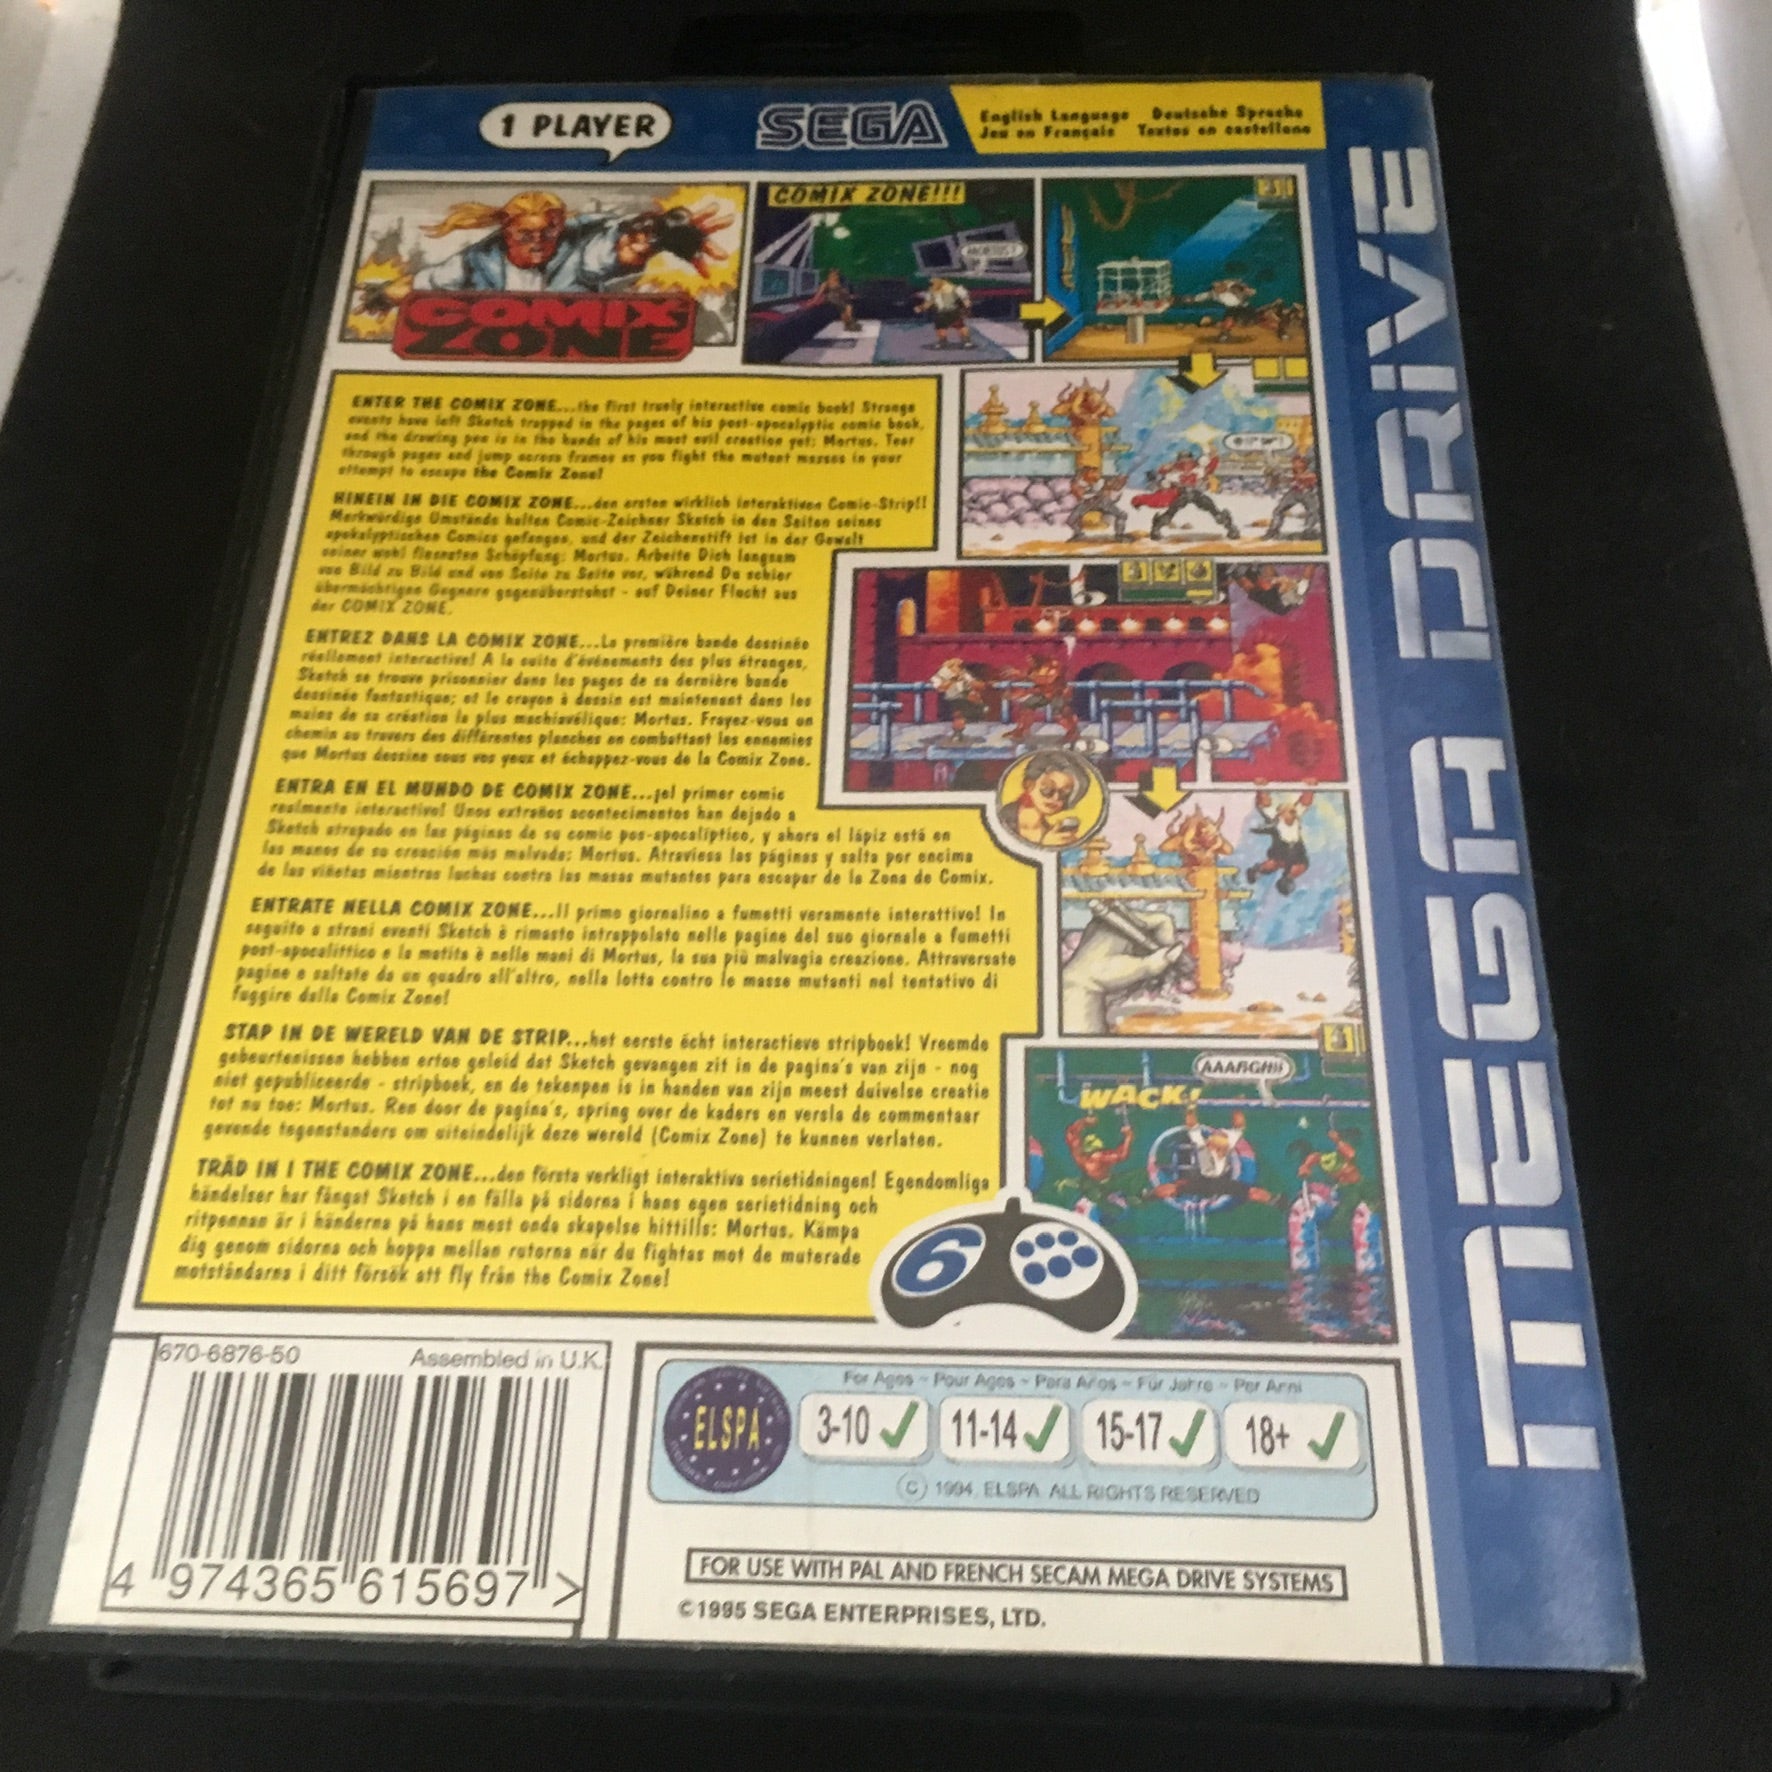 1 PLAYER
SEGA
English Language Deutsche Sprache
Jeu en Français Textos en castellano
COMIX ZONE
COMIX ZONE!!!
MORTUS?
ENTER THE COMIX ZONE...the first truely interactive comic book! Strange
events have left Sketch trapped in the pages of his post-apocalyptic comic book,
and the drawing pen is in the hands of his most evil creation yet; Mortus. Tear
through pages and jump across frames as you fight the mutant masses in your
attempt to escape the Comix Zone!
HINEIN IN DIE COMIX ZONE...den ersten wirklich interaktiven Comic-Strip!!
Merkwürdige Umstände halten Comic-Zeichner Sketch in den Seiten seines
apokalyptischen Comics gefangen, und der Zeichenstift ist in der Gewalt
seiner wohl fiesesten Schöpfung: Mortus. Arbeite Dich langsam
von Bild zu Bild und von Seite zu Seite vor, während Du schier
übermächtigen Gegnern gegenüberstehst - auf Deiner Flucht aus
der COMIX ZONE.
ENTREZ DANS LA COMIX ZONE...La première bande dessinée
réellement interactive! A la suite d'événements des plus étranges,
Sketch se trouve prisonnier dans les pages de sa dernière bande
dessinée fantastique; et le crayon à dessin est maintenant dans les
mains de sa création la plus machiavélique: Mortus. Frayez-vous un
chemin au travers des différentes planches en combattant les ennemies
que Mortus dessine sous vos yeux et échappez-vous de la Comix Zone.
ENTRA EN EL MUNDO DE COMIX ZONE...¡el primer comic
realmente interactivo! Unos extraños acontecimentos han dejado a
Sketch atrapado en las páginas de su comic pos-apocalíptico, y ahora el lápiz está en
las manos de su creación más malvada: Mortus. Atraviesa las páginas y salta por encima
de las viñetas mientras luchas contra las masas mutantes para escapar de la Zona de Comix.
ENTRATE NELLA COMIX ZONE...Il primo giornalino a fumetti veramente interattivo! In
seguito a strani eventi Sketch è rimasto intrappolato nelle pagine del suo giornale a fumetti
post-apocalittico e la matita è nelle mani di Mortus, la sua più malvagia creazione. Attraversate
pagine e saltate da un quadro all'altro, nella lotta contro le masse mutanti nel tentativo di
fuggire dalla Comix Zone!
STAP IN DE WERELD VAN DE STRIP...het eerste écht interactieve stripboek! Vreemde
gebeurtenissen hebben ertoe geleid dat Sketch gevangen zit in de pagina's van zijn - nog
niet gepubliceerde - stripboek, en de tekenpen is in handen van zijn meest duivelse creatie
tot nu toe: Mortus. Ren door de pagina's, spring over de kaders en versla de commentaar
gevende tegenstanders om uiteindelijk deze wereld (Comix Zone) te kunnen verlaten.
TRÄD IN I THE COMIX ZONE...den första verkligt interaktiva serietidningen! Egendomliga
händelser har fångat Sketch i en fälla på sidorna i hans egen serietidning och
ritpennan är i händerna på hans mest onda skapelse hittills: Mortus. Kämpa
dig genom sidorna och hoppa mellan rutorna när du fightas mot de muterade
motståndarna i ditt försök att fly från the Comix Zone!
AAARGH!!!
WACK!
6
MEGA DRIVE
670-6876-50 Assembled in U.K.
4 974365 615697 >
For Ages ~ Pour Ages ~ Para Años ~ Für Jahre ~ Per Anni
ELSPA
3-10 ✓ 11-14 ✓ 15-17 ✓ 18+ ✓
© 1994. ELSPA ALL RIGHTS RESERVED
FOR USE WITH PAL AND FRENCH SECAM MEGA DRIVE SYSTEMS
©1995 SEGA ENTERPRISES, LTD.